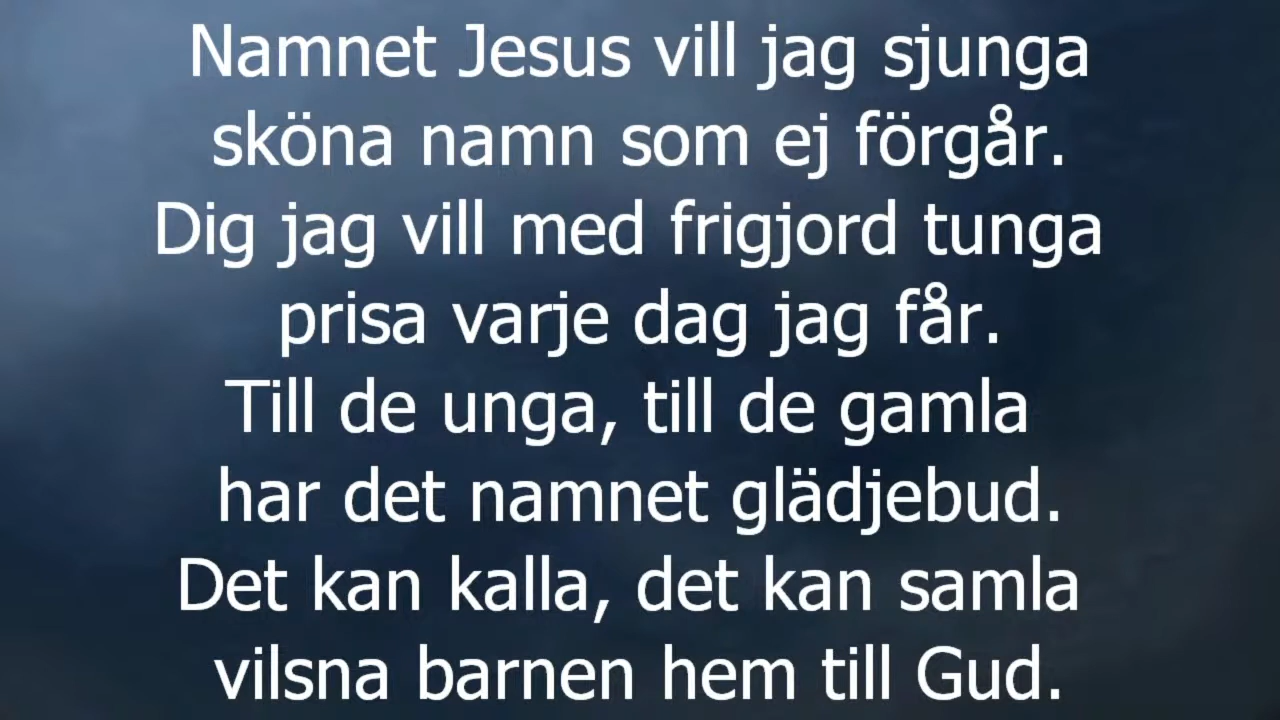 Namnet Jesus vill jag sjunga
sköna namn som ej förgår.
Dig jag vill med frigjord tunga
prisa varje dag jag får.
Till de unga, till de gamla
har det namnet glädjebud.
Det kan kalla, det kan samla
vilsna barnen hem till Gud.